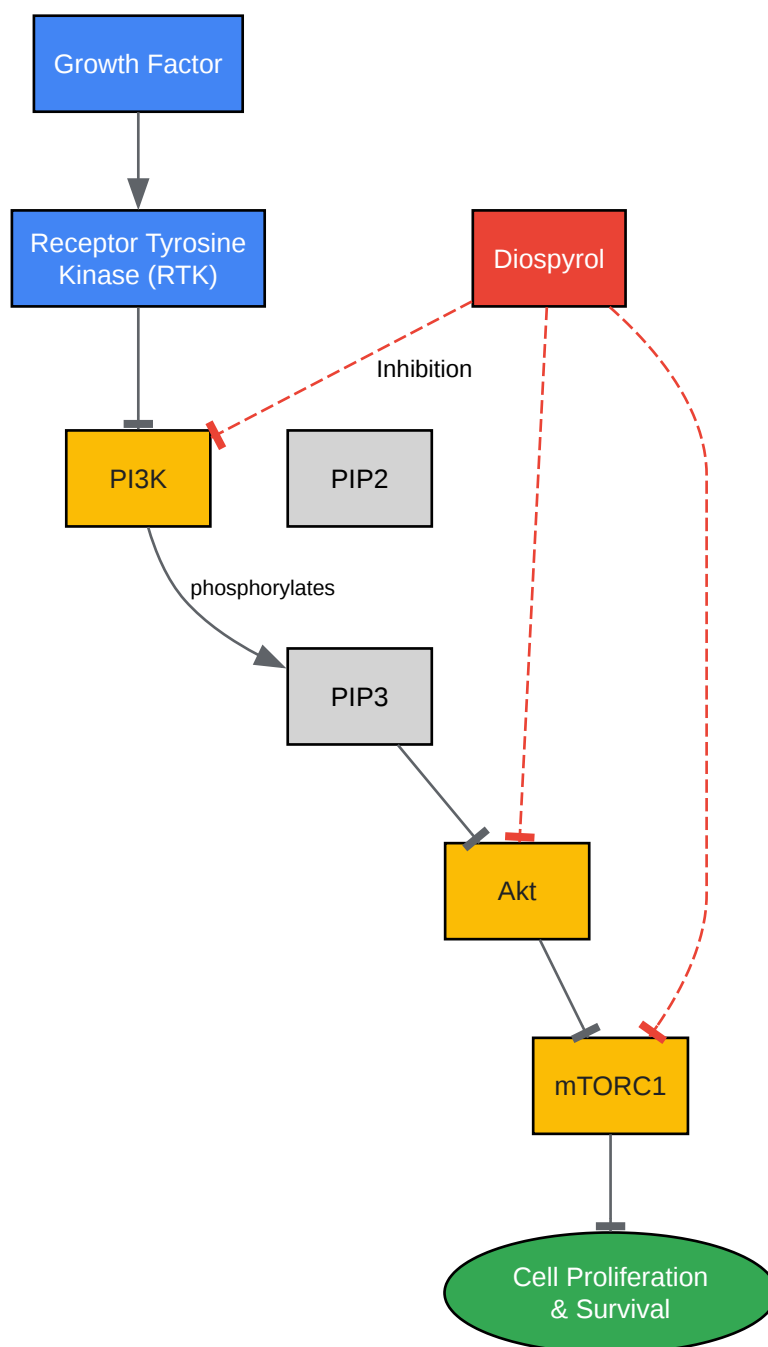 Growth Factor
Receptor Tyrosine
Kinase (RTK)
Diospyrol
Inhibition
PI3K
PIP2
phosphorylates
PIP3
Akt
mTORC1
Cell Proliferation
& Survival